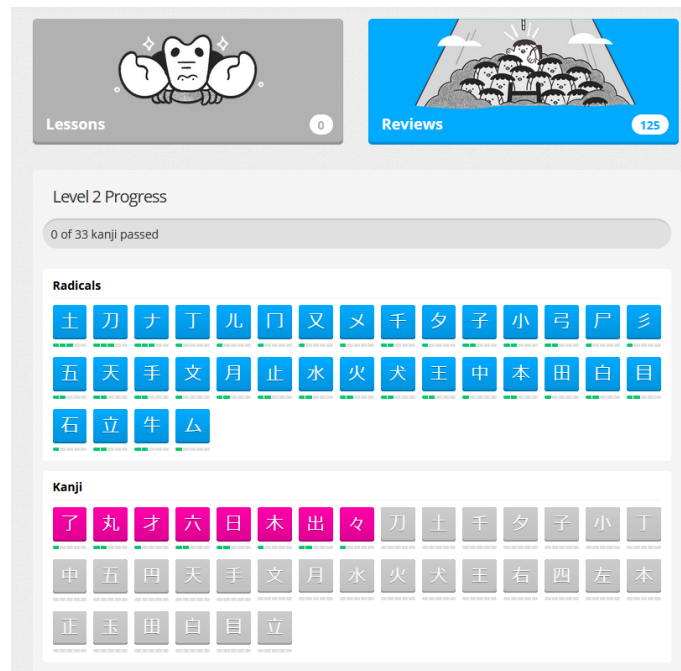 Lessons
0
Reviews
125
Level 2 Progress
0 of 33 kanji passed
Radicals
土 刀 ナ 丁 儿 冂 又 メ 千 夕 子 小 弓 尸 彡
五 天 手 文 月 止 水 火 犬 王 中 本 田 白 目
石 立 牛 ム
Kanji
了 丸 才 六 日 木 出 々 刀 土 千 夕 子 小 丁
中 五 円 天 手 文 月 水 火 犬 王 右 四 左 本
正 玉 田 白 目 立